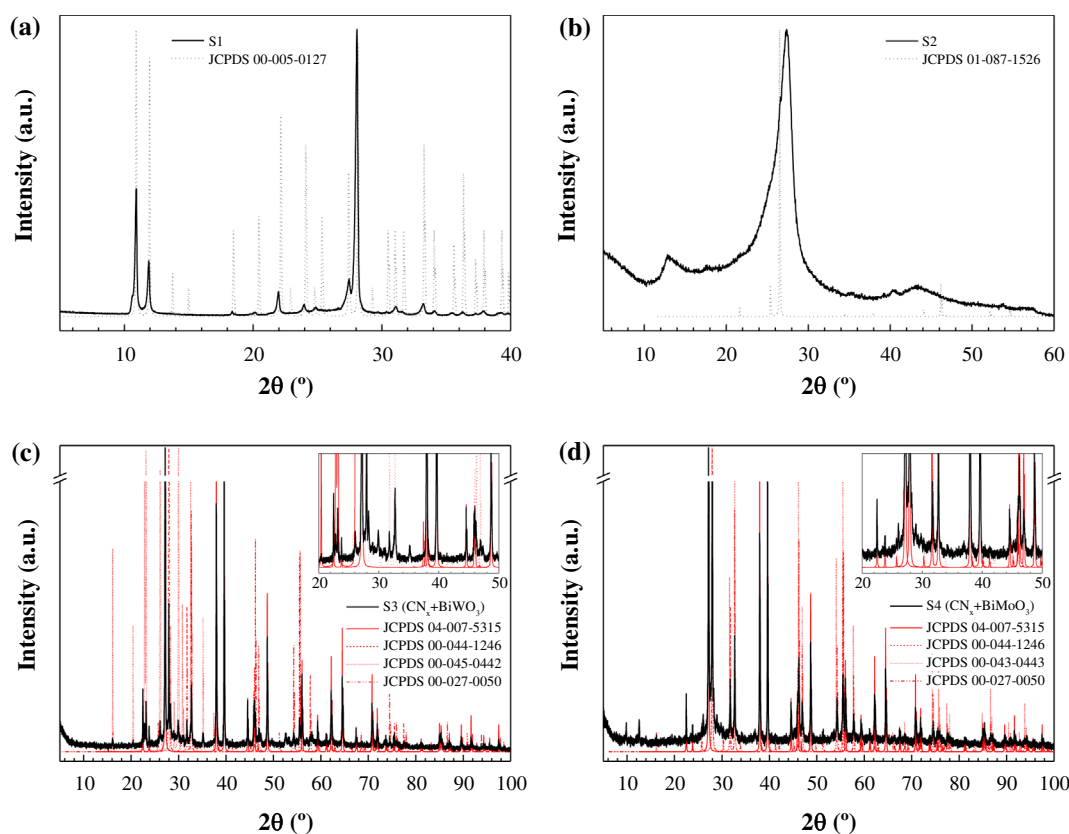 (a)
S1
JCPDS 00-005-0127
Intensity (a.u.)
10 20 30 40
2θ (º)
(b)
S2
JCPDS 01-087-1526
Intensity (a.u.)
10 20 30 40 50 60
2θ (º)
(c)
20 30 40 50
S3 (CNₓ+BiWO₃)
JCPDS 04-007-5315
JCPDS 00-044-1246
JCPDS 00-045-0442
JCPDS 00-027-0050
Intensity (a.u.)
10 20 30 40 50 60 70 80 90 100
2θ (º)
(d)
20 30 40 50
S4 (CNₓ+BiMoO₃)
JCPDS 04-007-5315
JCPDS 00-044-1246
JCPDS 00-043-0443
JCPDS 00-027-0050
Intensity (a.u.)
10 20 30 40 50 60 70 80 90 100
2θ (º)